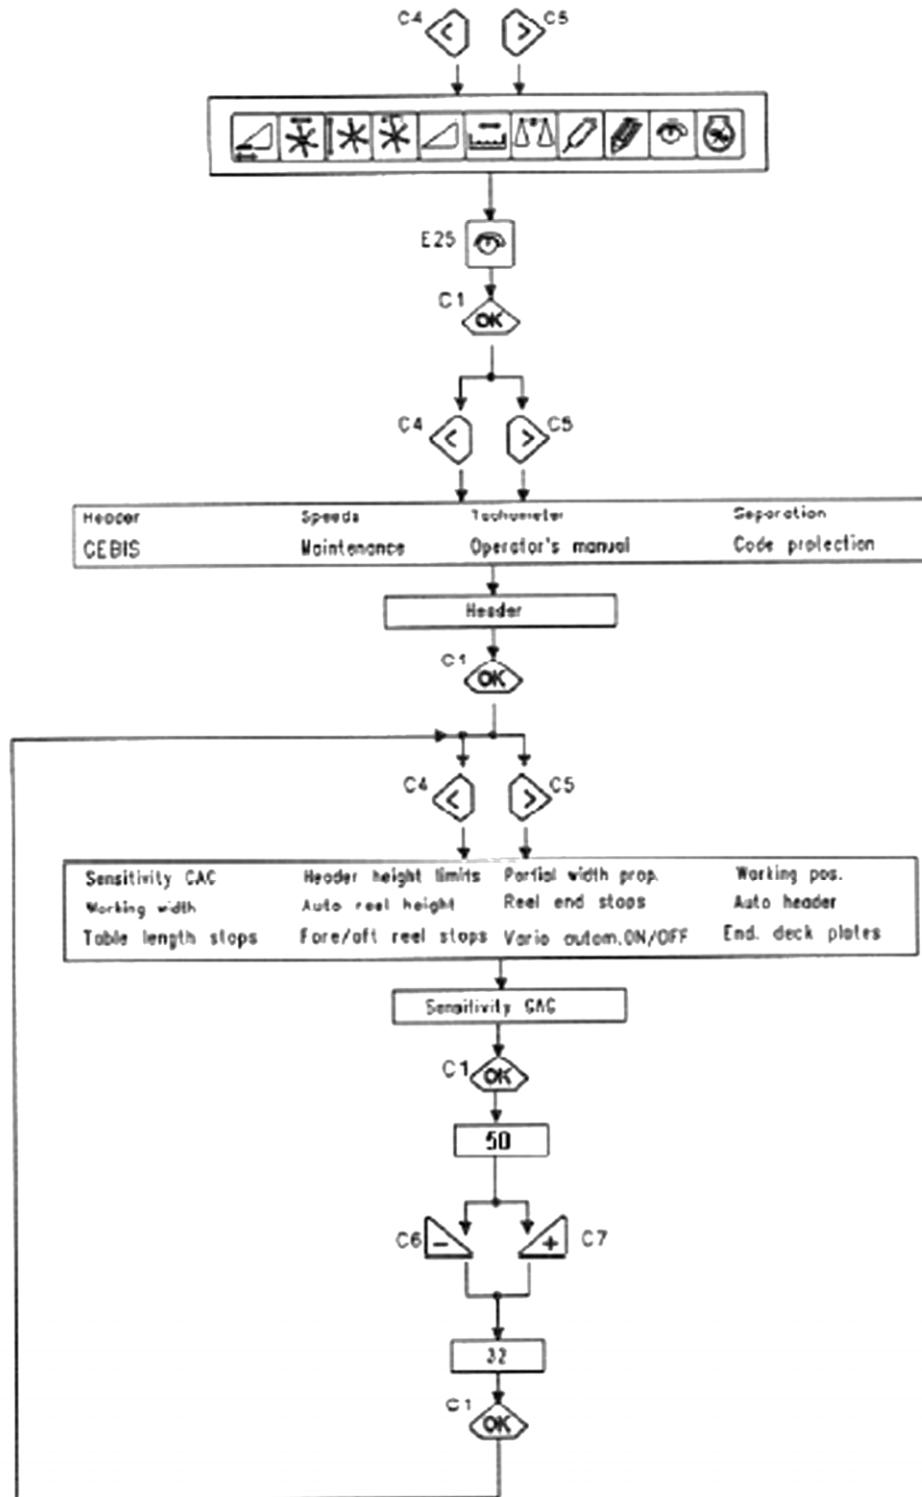 C4 C5
E25
C1
OK
C4 C5
Header Speeds Tachometer Separation
CEBIS Maintenance Operator's manual Code protection
Header
C1
OK
C4 C5
Sensitivity CAC Header height limits Partial width prop. Working pos.
Working width Auto reel height Reel end stops Auto header
Table length stops Fore/aft reel stops Vario autom.ON/OFF End. deck plates
Sensitivity CAC
C1
OK
50
C6 - + C7
32
C1
OK